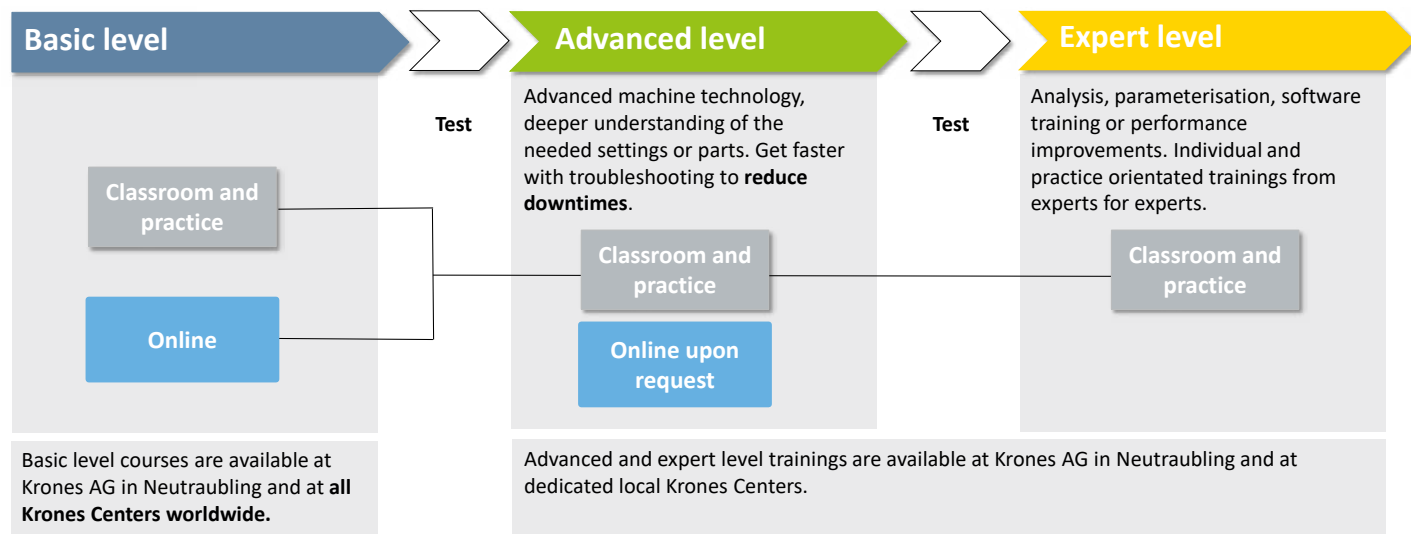 Basic level
Advanced level
Expert level
Test
Test
Classroom and
practice
Online
Advanced machine technology,
deeper understanding of the
needed settings or parts. Get faster
with troubleshooting to reduce
downtimes.
Classroom and
practice
Online upon
request
Analysis, parameterisation, software
training or performance
improvements. Individual and
practice orientated trainings from
experts for experts.
Classroom and
practice
Basic level courses are available at
Krones AG in Neutraubling and at all
Krones Centers worldwide.
Advanced and expert level trainings are available at Krones AG in Neutraubling and at
dedicated local Krones Centers.